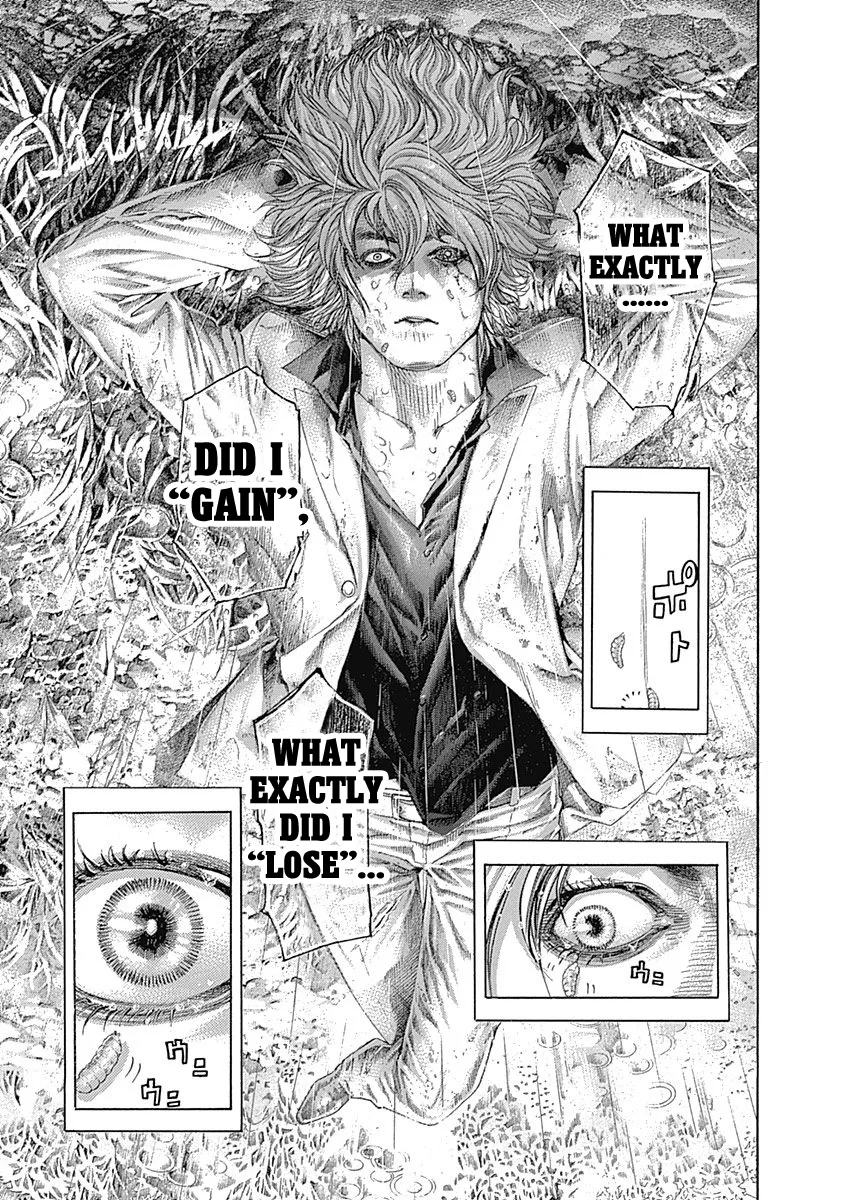 WHAT
EXACTLY
......
DID I
“GAIN”,
ポ
ト
WHAT
EXACTLY
DID I
“LOSE”...
ウニ
ウニ
ウニ